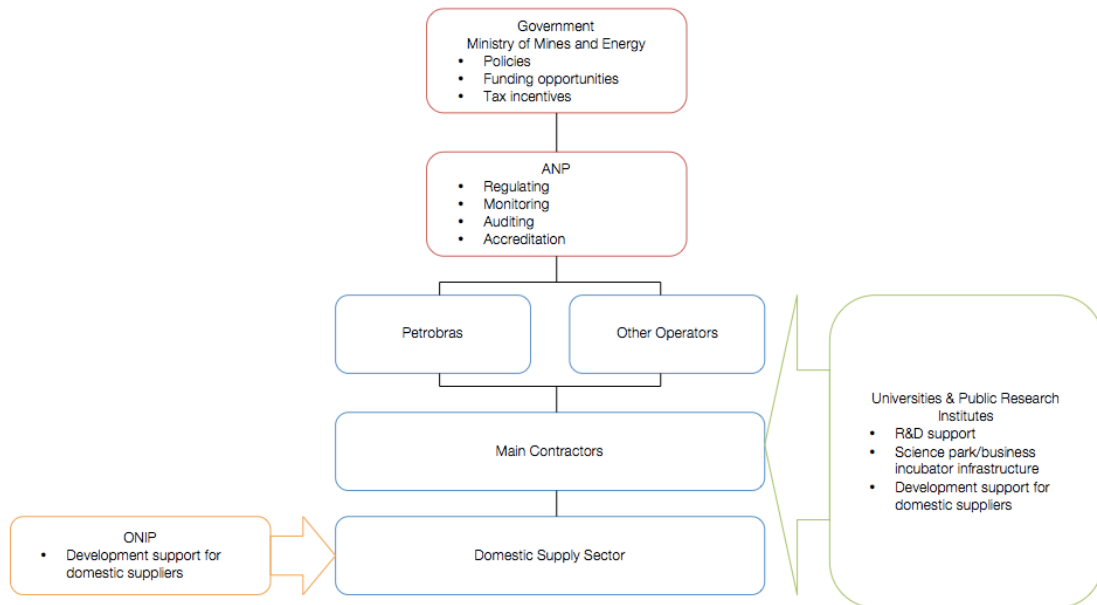 Government
Ministry of Mines and Energy
• Policies
• Funding opportunities
• Tax incentives
ANP
• Regulating
• Monitoring
• Auditing
• Accreditation
Petrobras
Other Operators
Universities & Public Research
Institutes
• R&D support
• Science park/business
incubator infrastructure
• Development support for
domestic suppliers
Main Contractors
ONIP
• Development support for
domestic suppliers
Domestic Supply Sector